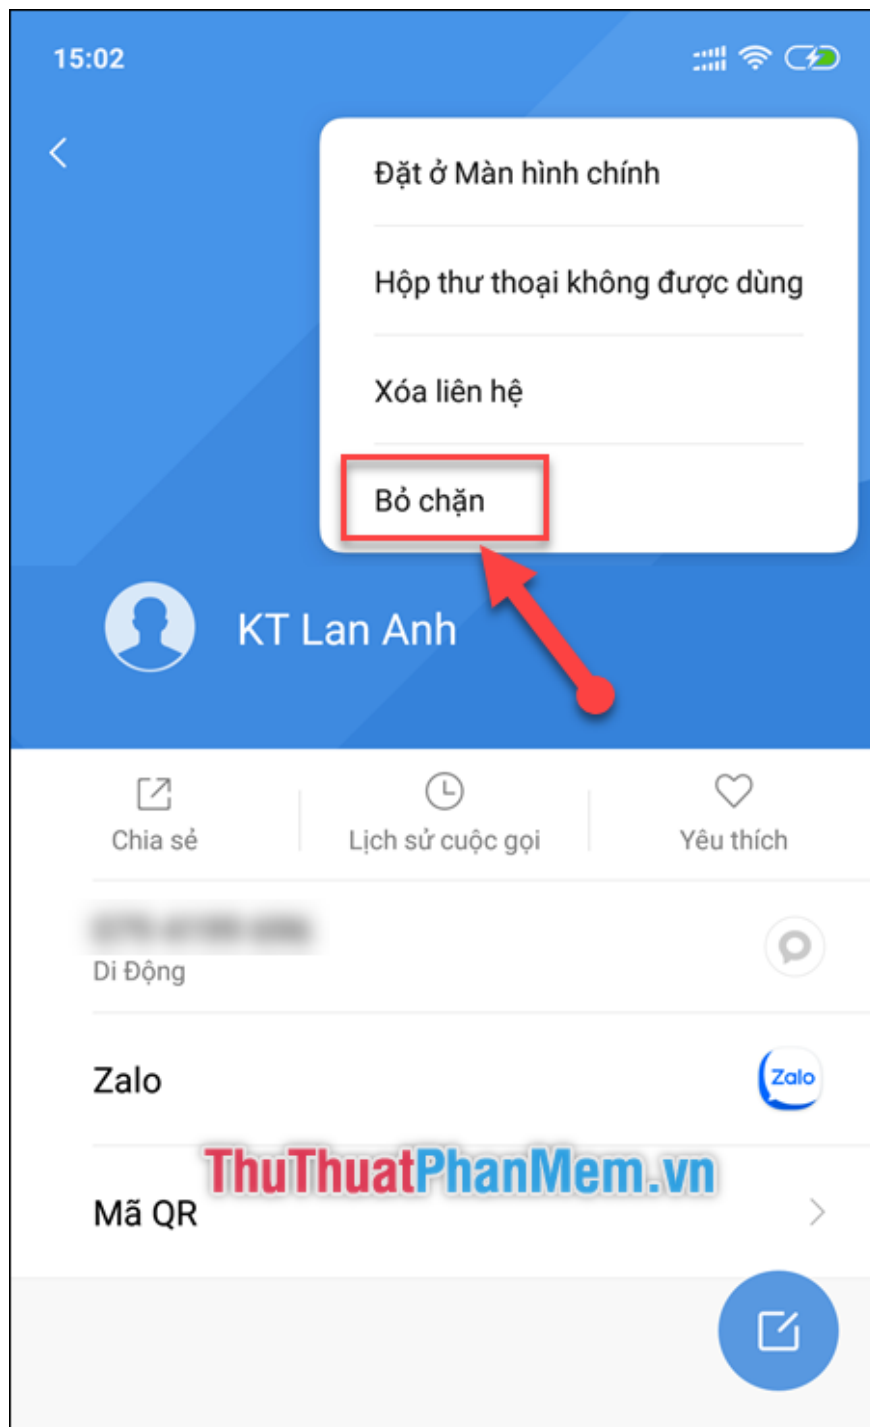 15:02
Đặt ở Màn hình chính
Hộp thư thoại không được dùng
Xóa liên hệ
Bỏ chặn
KT Lan Anh
Chia sẻ
Lịch sử cuộc gọi
Yêu thích
Di Động
Zalo
Zalo
ThuThuatPhanMem.vn
Mã QR